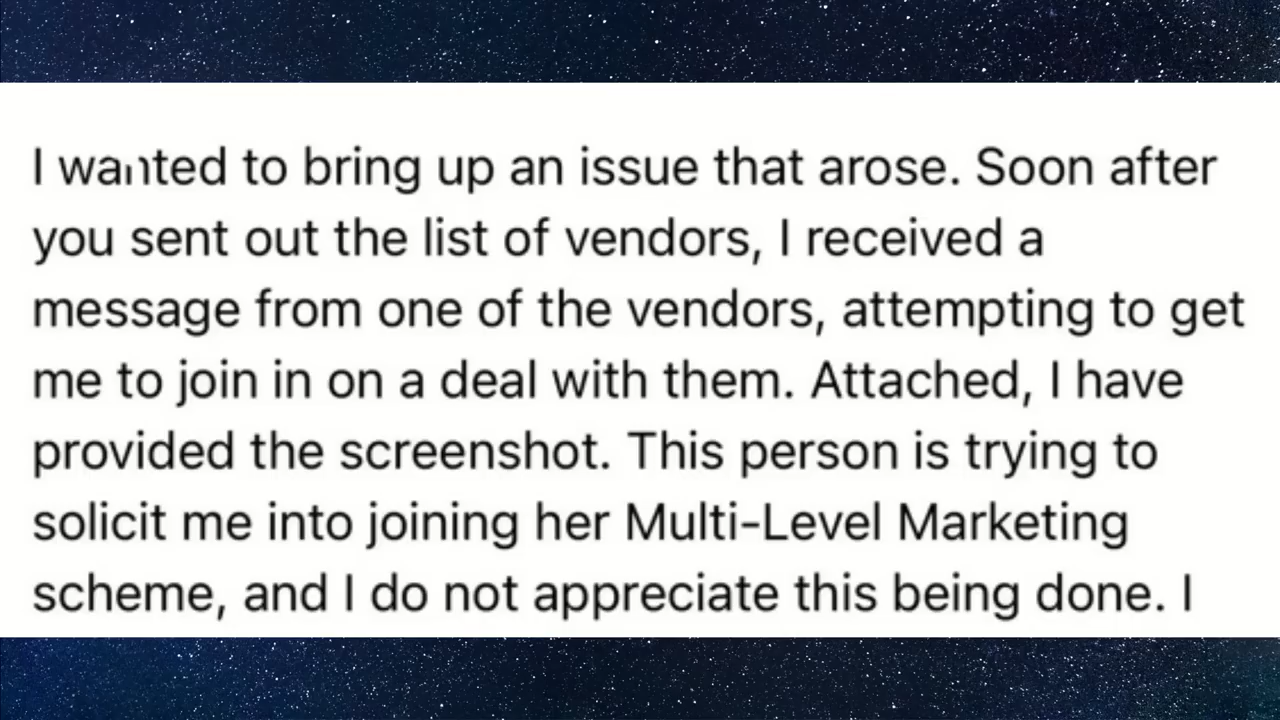 I wanted to bring up an issue that arose. Soon after
you sent out the list of vendors, I received a
message from one of the vendors, attempting to get
me to join in on a deal with them. Attached, I have
provided the screenshot. This person is trying to
solicit me into joining her Multi-Level Marketing
scheme, and I do not appreciate this being done. I